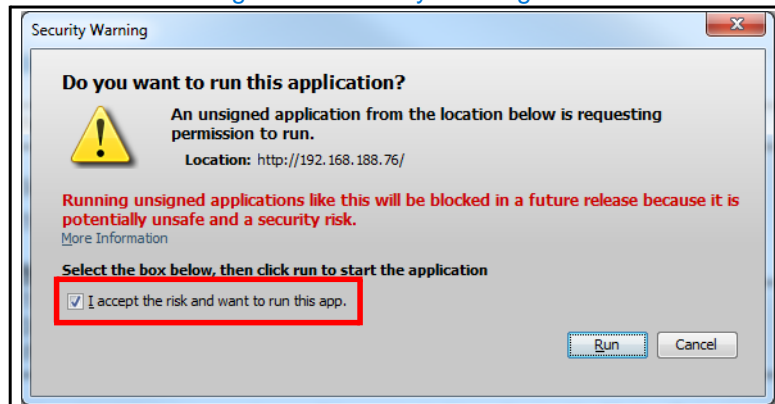 Security Warning
Do you want to run this application?
An unsigned application from the location below is requesting
permission to run.
Location: http://192.168.188.76/
Running unsigned applications like this will be blocked in a future release because it is
potentially unsafe and a security risk.
More Information
Select the box below, then click run to start the application
I accept the risk and want to run this app.
Run Cancel